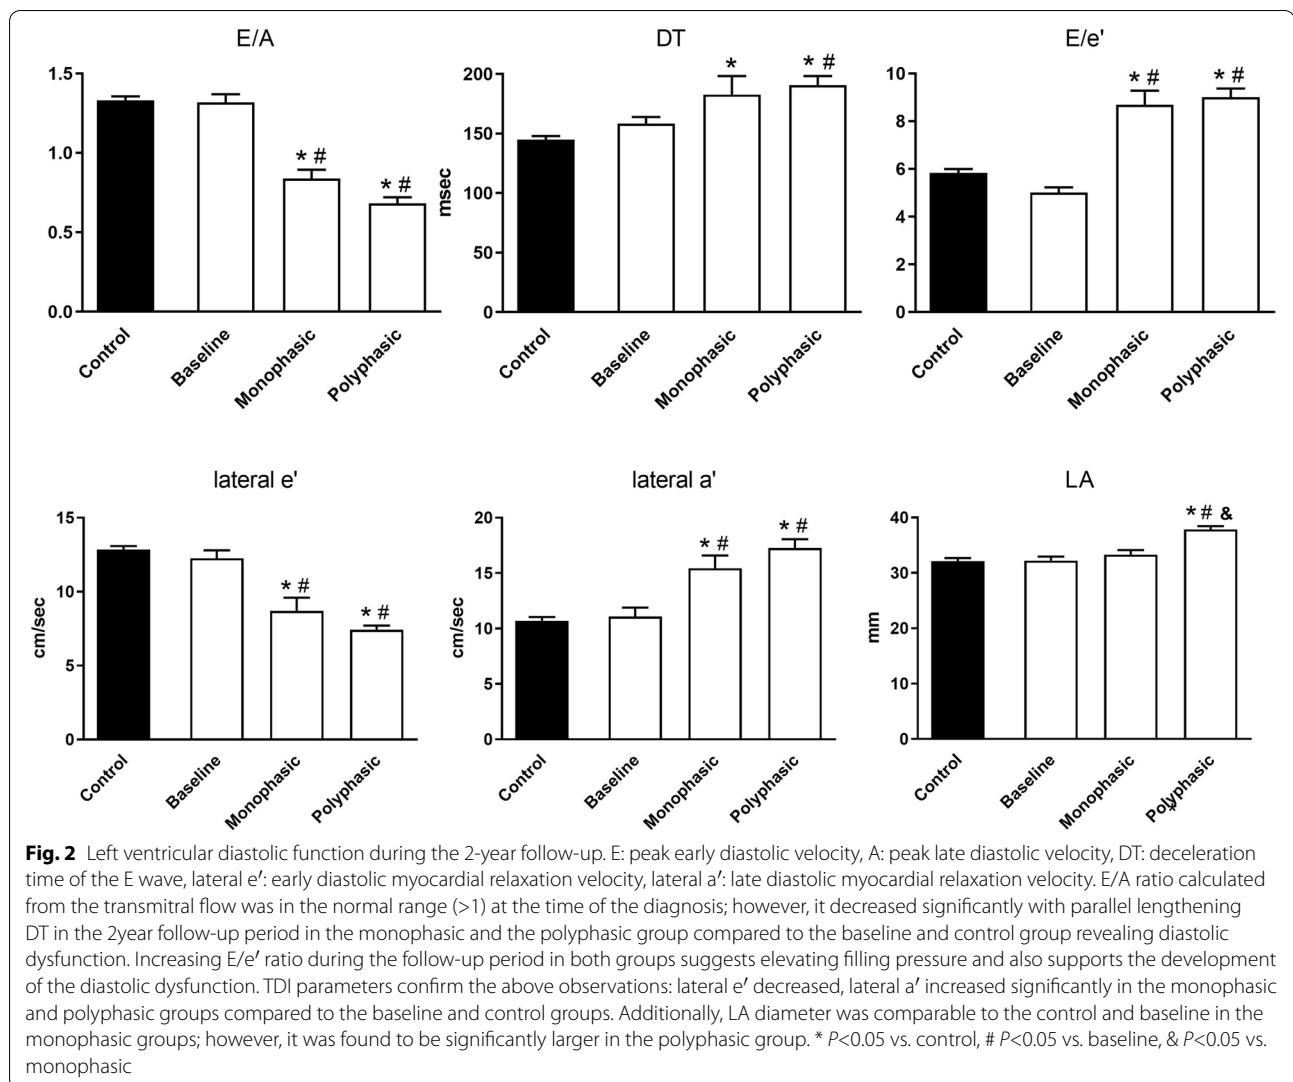 E/A
1.5
1.0
0.5
0.0
* #
* #
Control
Baseline
Monophasic
Polyphasic
DT
msec
200
150
100
50
0
*
* #
Control
Baseline
Monophasic
Polyphasic
E/e'
10
8
6
4
2
0
* #
* #
Control
Baseline
Monophasic
Polyphasic
lateral e'
cm/sec
15
10
5
0
* #
* #
Control
Baseline
Monophasic
Polyphasic
lateral a'
cm/sec
20
15
10
5
0
* #
* #
Control
Baseline
Monophasic
Polyphasic
LA
mm
40
30
20
10
0
* # &
Control
Baseline
Monophasic
Polyphasic
Fig. 2 Left ventricular diastolic function during the 2-year follow-up. E: peak early diastolic velocity, A: peak late diastolic velocity, DT: deceleration
time of the E wave, lateral e′: early diastolic myocardial relaxation velocity, lateral a′: late diastolic myocardial relaxation velocity. E/A ratio calculated
from the transmitral flow was in the normal range (>1) at the time of the diagnosis; however, it decreased significantly with parallel lengthening
DT in the 2year follow-up period in the monophasic and the polyphasic group compared to the baseline and control group revealing diastolic
dysfunction. Increasing E/e′ ratio during the follow-up period in both groups suggests elevating filling pressure and also supports the development
of the diastolic dysfunction. TDI parameters confirm the above observations: lateral e′ decreased, lateral a′ increased significantly in the monophasic
and polyphasic groups compared to the baseline and control groups. Additionally, LA diameter was comparable to the control and baseline in the
monophasic groups; however, it was found to be significantly larger in the polyphasic group. * P<0.05 vs. control, # P<0.05 vs. baseline, & P<0.05 vs.
monophasic